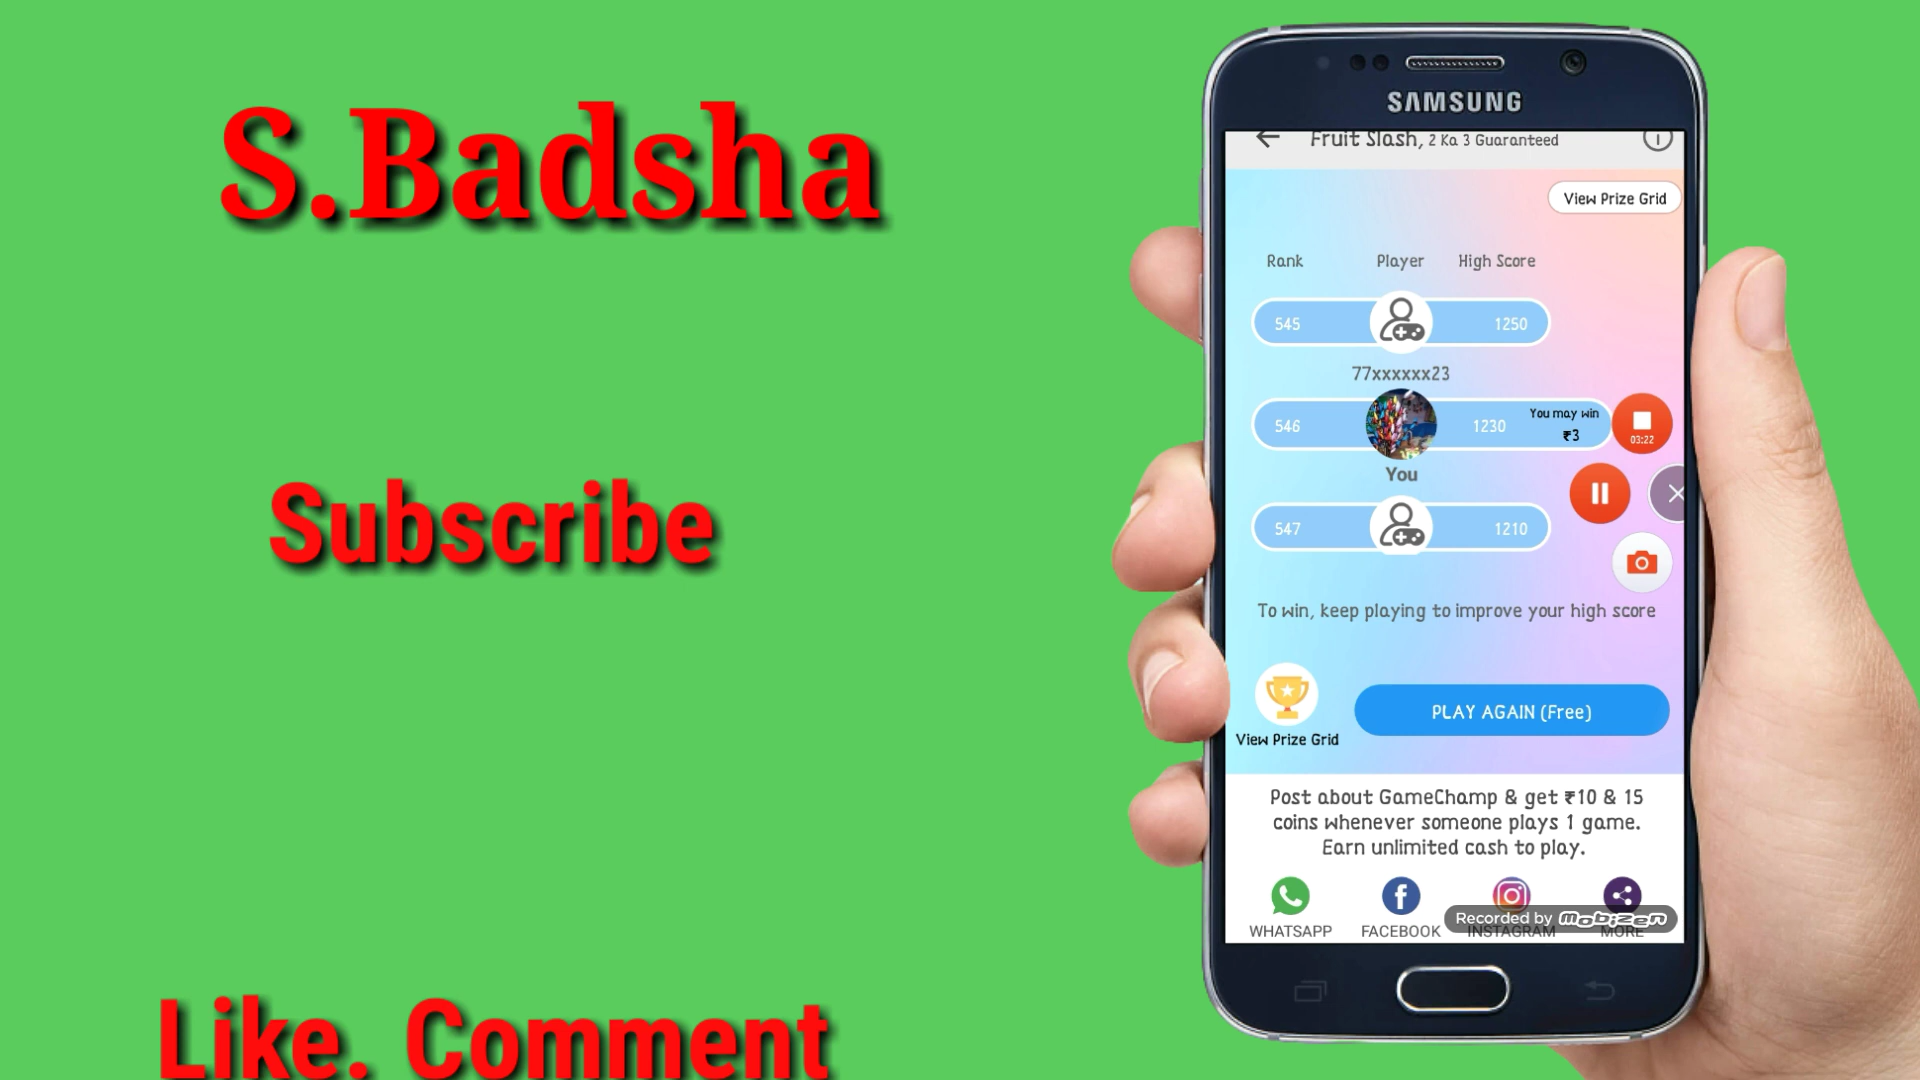 S.Badsha
Subscribe
Like. Comment
SAMSUNG
Fruit Slash, 2 Ka 3 Guaranteed
View Prize Grid
Rank Player High Score
545 1250
77xxxxxx23
546 1230 You may win ₹3
03:22
You
547 1210
To win, keep playing to improve your high score
View Prize Grid
PLAY AGAIN (Free)
Post about GameChamp & get ₹10 & 15
coins whenever someone plays 1 game.
Earn unlimited cash to play.
Recorded by mobizen
WHATSAPP FACEBOOK INSTAGRAM MORE